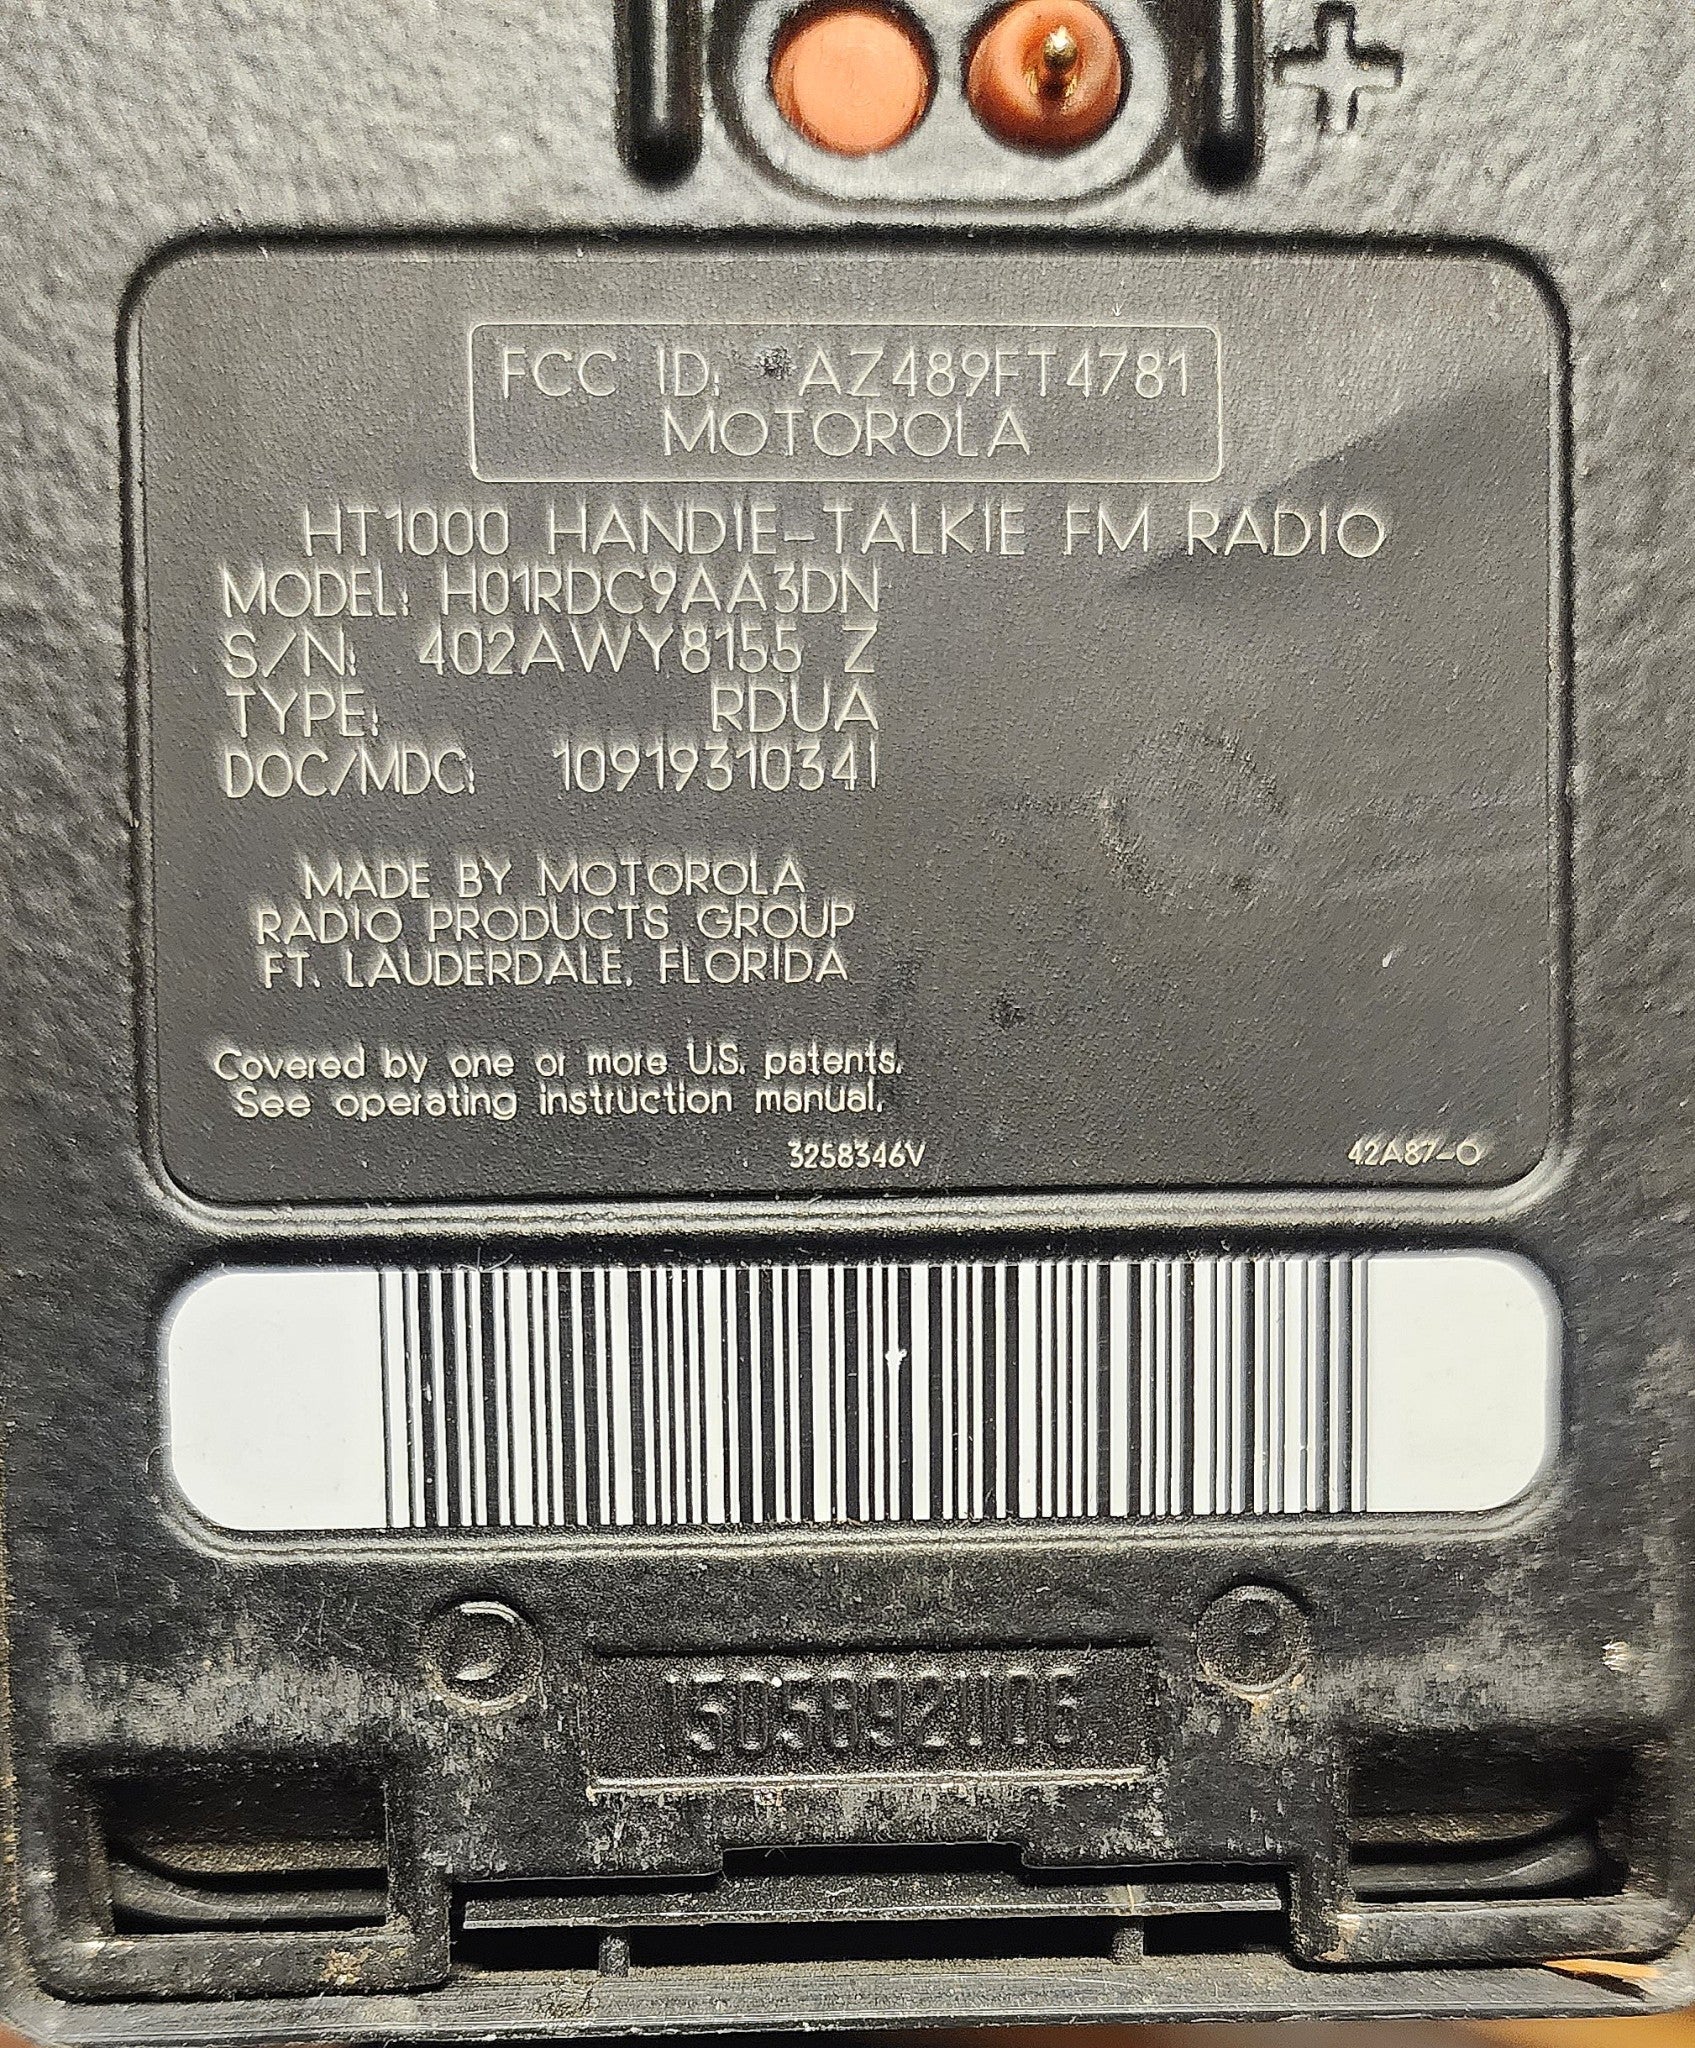 +
FCC ID: AZ489FT4781
MOTOROLA
HT1000 HANDIE-TALKIE FM RADIO
MODEL: H01RDC9AA3DN
S/N: 402AWY8155 Z
TYPE: RDUA
DOC/MDC: 1091931034I
MADE BY MOTOROLA
RADIO PRODUCTS GROUP
FT. LAUDERDALE, FLORIDA
Covered by one or more U.S. patents.
See operating instruction manual.
3258346V 42A87-O